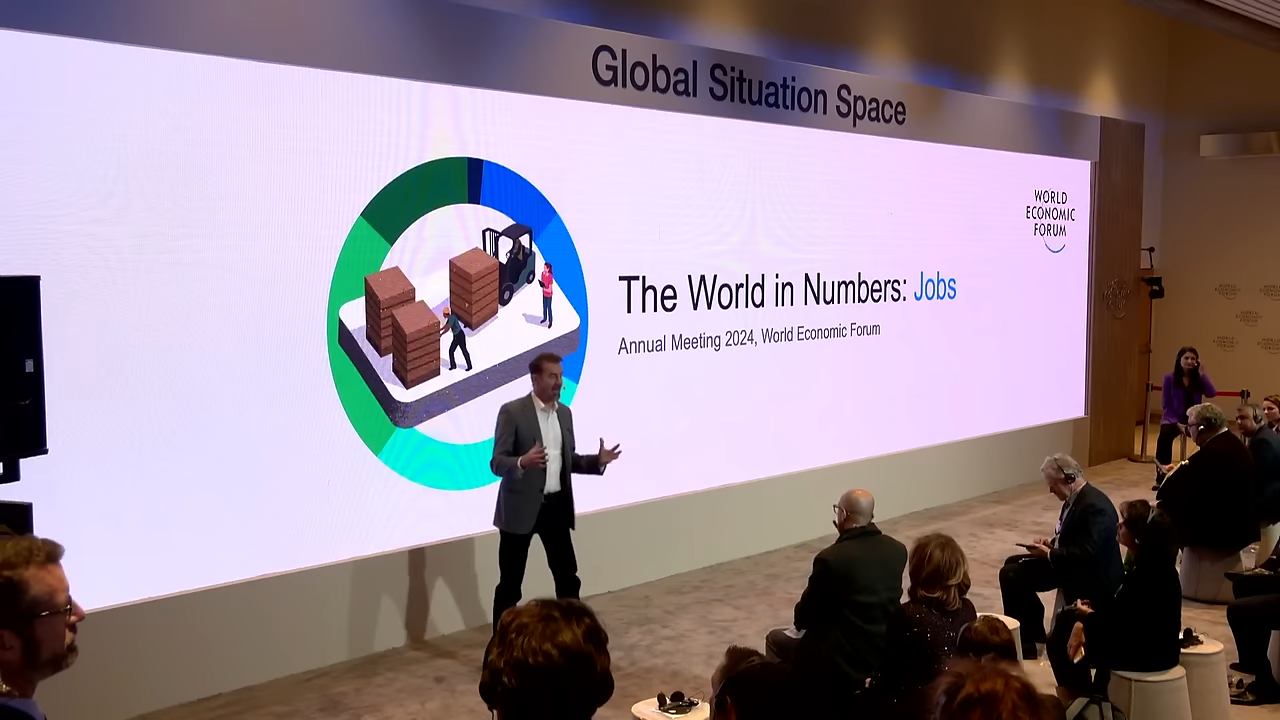 Global Situation Space
WORLD
ECONOMIC
FORUM
The World in Numbers: Jobs
Annual Meeting 2024, World Economic Forum